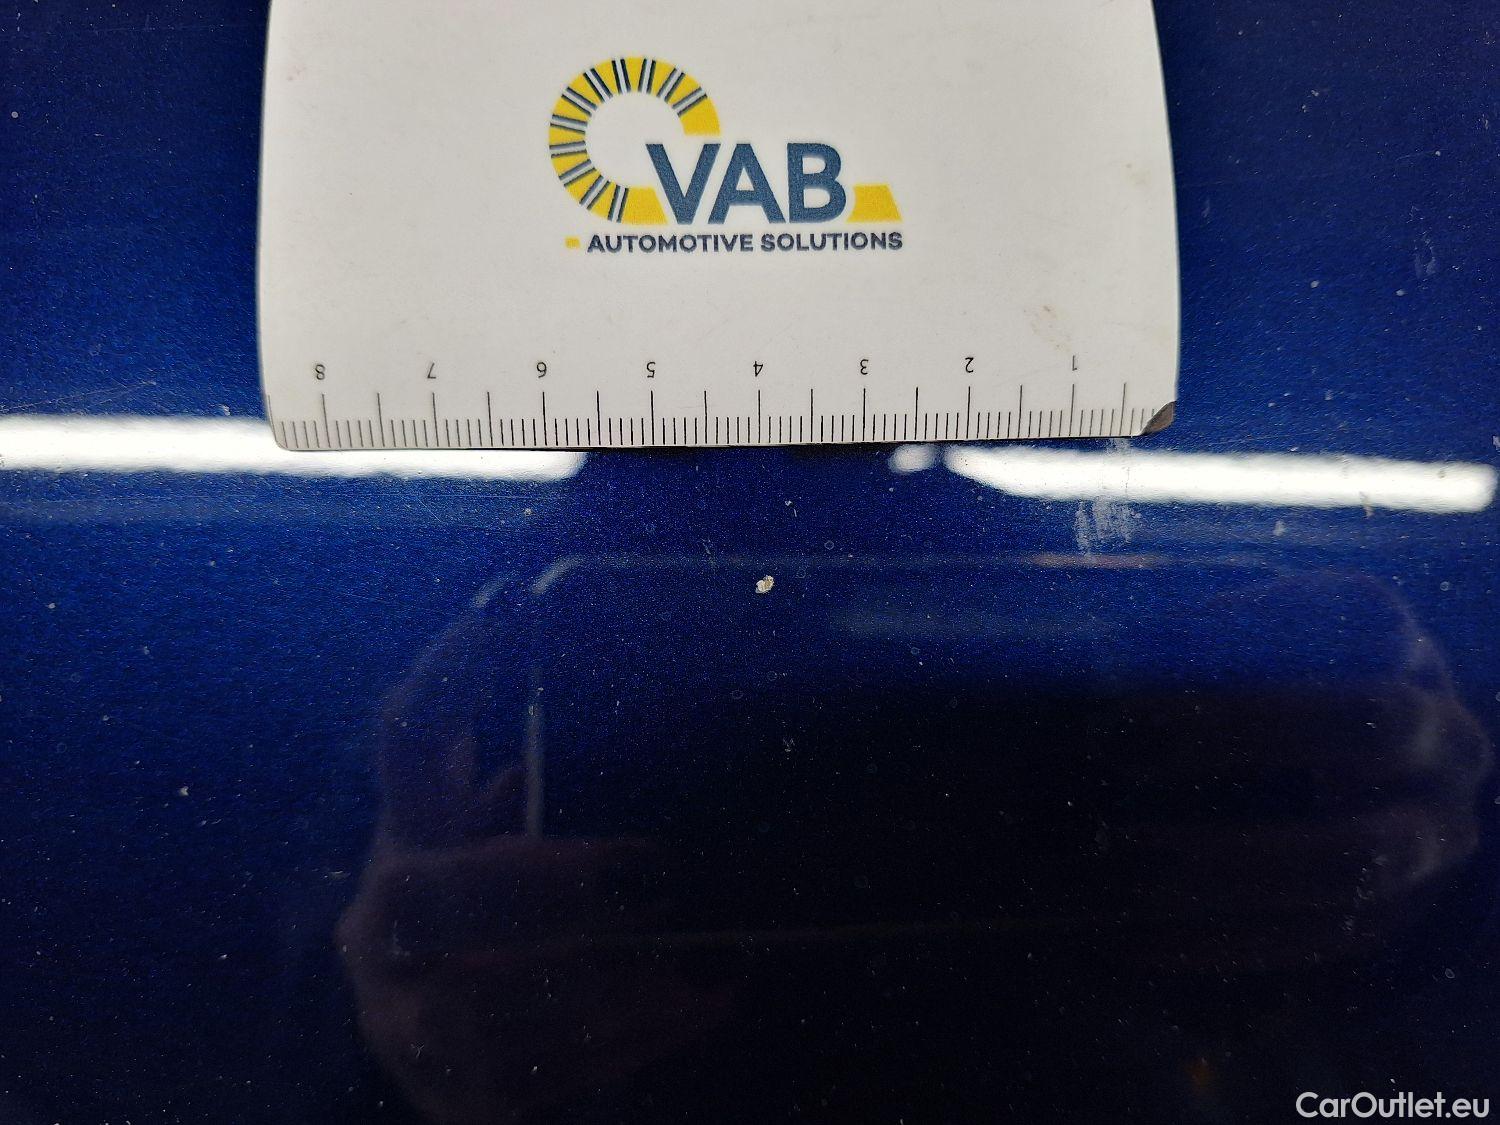 VAB
AUTOMOTIVE SOLUTIONS
8 7 6 5 4 3 2 1
CarOutlet.eu